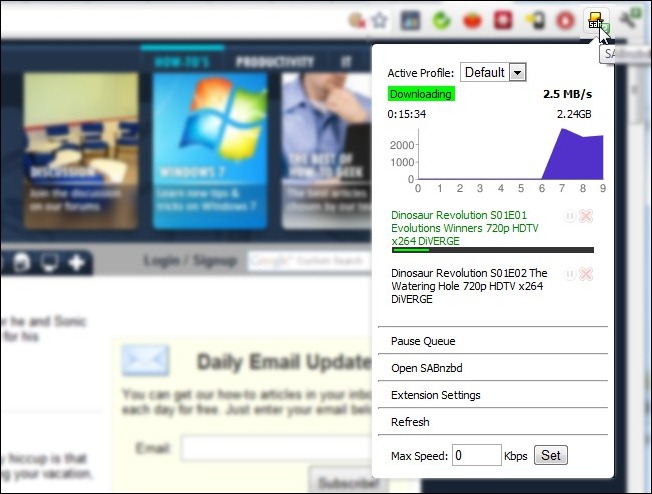 sab
SA
HOW-TO'S PRODUCTIVITY IT
Active Profile: Default
Downloading 2.5 MB/s
0:15:34 2.24GB
2000
1000
0
0 1 2 3 4 5 6 7 8 9
DISCUSSION
Join the discussion
on our forums
WINDOWS 7
Learn new tips &
tricks on Windows 7
THE BEST OF
HOW-TO GEEK
The best articles
chosen by our
Dinosaur Revolution S01E01
Evolutions Winners 720p HDTV
x264 DiVERGE
Dinosaur Revolution S01E02 The
Watering Hole 720p HDTV x264
DiVERGE
Login / Signup
Google Custom Search
Pause Queue
Open SABnzbd
Extension Settings
Refresh
Max Speed: 0 Kbps Set
r he and Sonic
for his
Daily Email Update
You can get our how-to articles in your inbo
each day for free. Just enter your email belo
Email:
Subscribe!
y hiccup is that
ng your vacation,